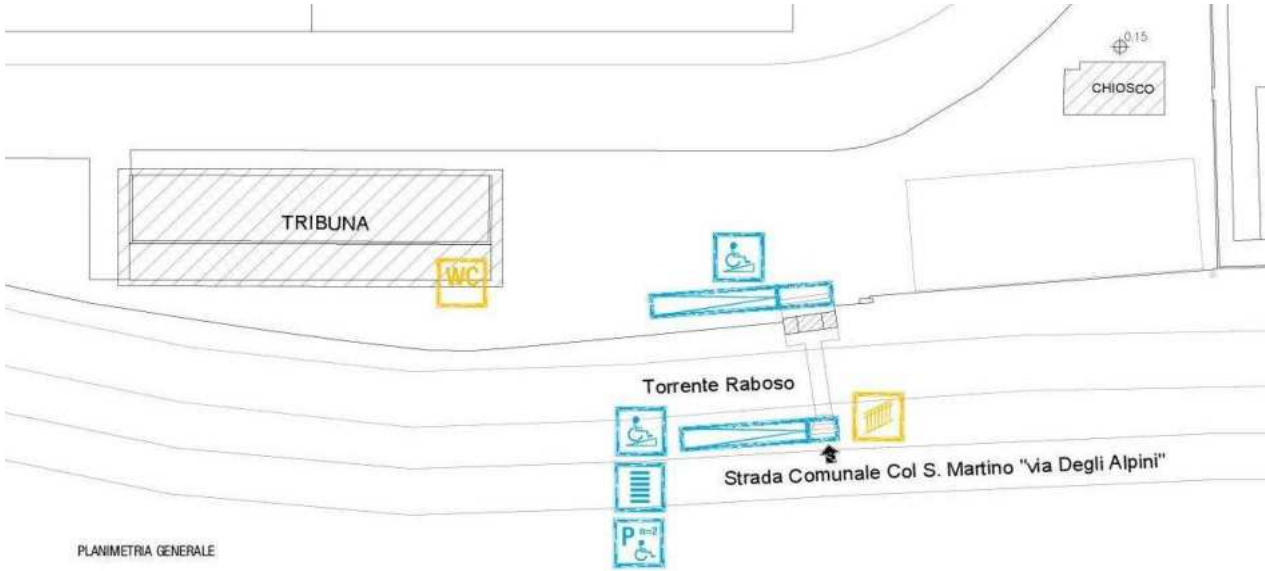 0.15
CHIOSCO
TRIBUNA
WC
Torrente Raboso
Strada Comunale Col S. Martino "via Degli Alpini"
P n=2
PLANIMETRIA GENERALE